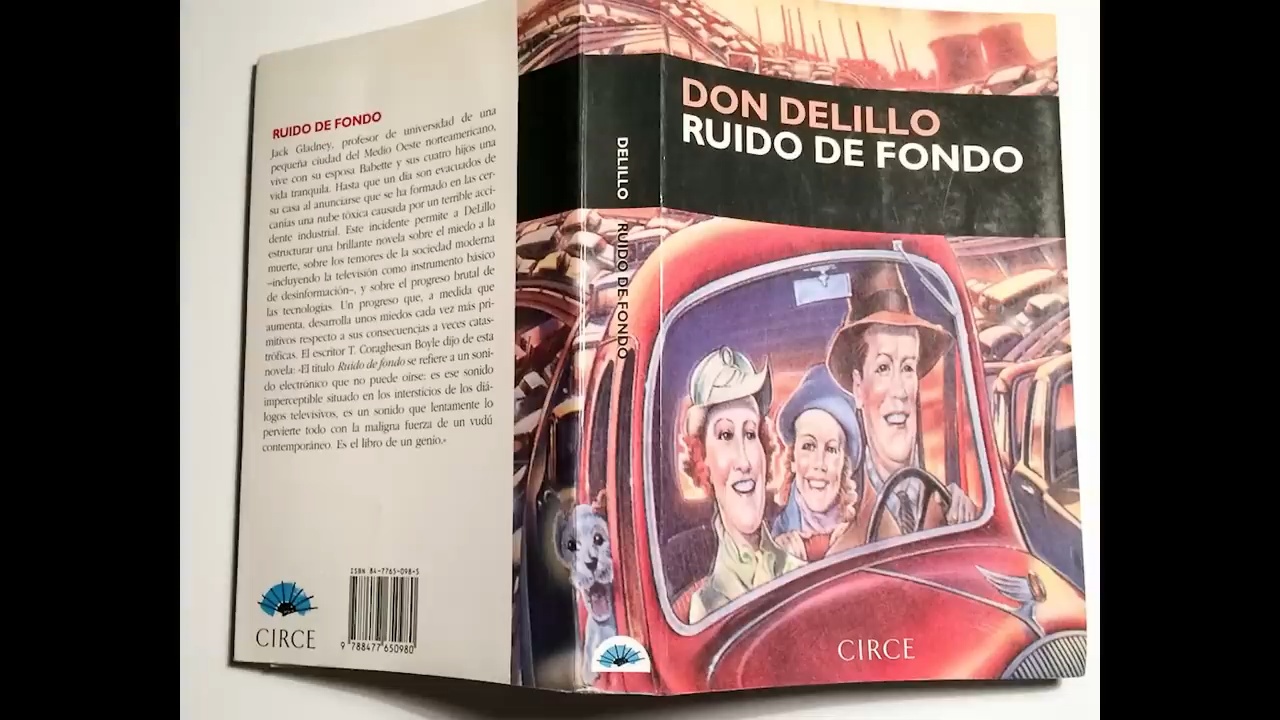 RUIDO DE FONDO
Jack Gladney, profesor de universidad de una
pequeña ciudad del Medio Oeste norteamericano,
vive con su esposa Babette y sus cuatro hijos una
vida tranquila. Hasta que un día son evacuados de
su casa al anunciarse que se ha formado en las cer-
canías una nube tóxica causada por un terrible acci-
dente industrial. Este incidente permite a DeLillo
estructurar una brillante novela sobre el miedo a la
muerte, sobre los temores de la sociedad moderna
–incluyendo la televisión como instrumento básico
de desinformación–, y sobre el progreso brutal de
las tecnologías. Un progreso que, a medida que
aumenta, desarrolla unos miedos cada vez más pri-
mitivos respecto a sus consecuencias a veces catas-
tróficas. El escritor T. Coraghesan Boyle dijo de esta
novela: «El título Ruido de fondo se refiere a un soni-
do electrónico que no puede oirse: es ese sonido
imperceptible situado en los intersticios de los diá-
logos televisivos, es un sonido que lentamente lo
pervierte todo con la maligna fuerza de un vudú
contemporáneo. Es el libro de un genio.»
CIRCE
ISBN 84-7765-098-5
9 788477 650980
DELILLO RUIDO DE FONDO
DON DELILLO
RUIDO DE FONDO
CIRCE